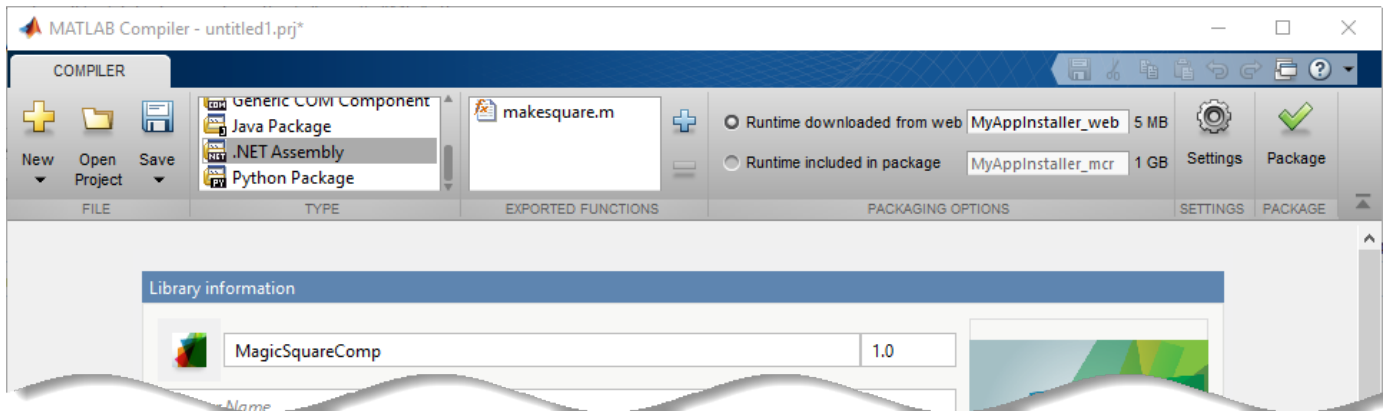 MATLAB Compiler - untitled1.prj*
COMPILER
New
Open Project
Save
FILE
Generic COM Component
Java Package
.NET Assembly
Python Package
TYPE
makesquare.m
EXPORTED FUNCTIONS
Runtime downloaded from web MyAppInstaller_web 5 MB
Runtime included in package MyAppInstaller_mcr 1 GB
PACKAGING OPTIONS
Settings
SETTINGS
Package
PACKAGE
Library information
MagicSquareComp 1.0
Name